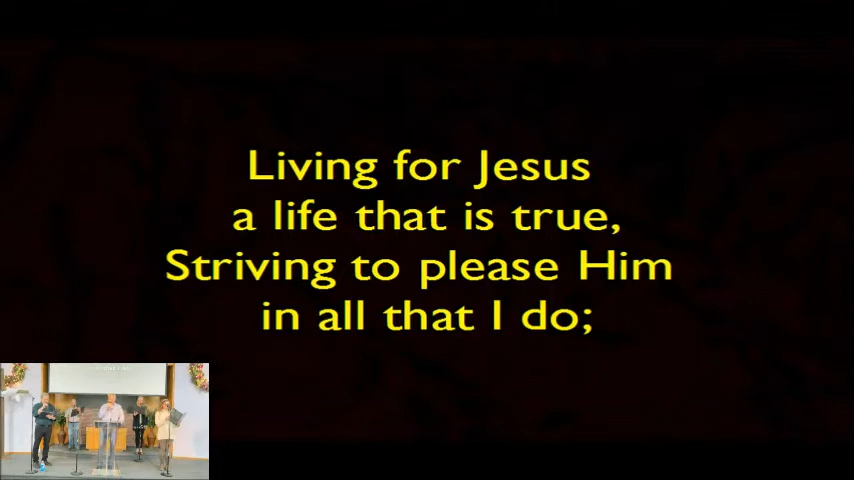 Living for Jesus
a life that is true,
Striving to please Him
in all that I do;